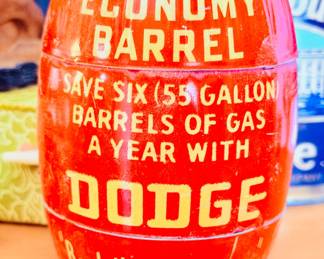 ECONOMY
BARREL
SAVE SIX (55 GALLON
BARRELS OF GAS
A YEAR WITH
DODGE